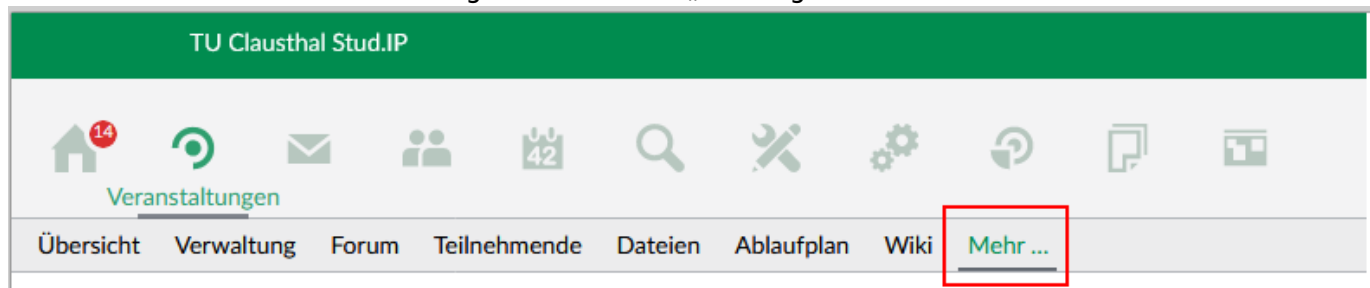 TU Clausthal Stud.IP
14
42
Veranstaltungen
Übersicht Verwaltung Forum Teilnehmende Dateien Ablaufplan Wiki Mehr ...